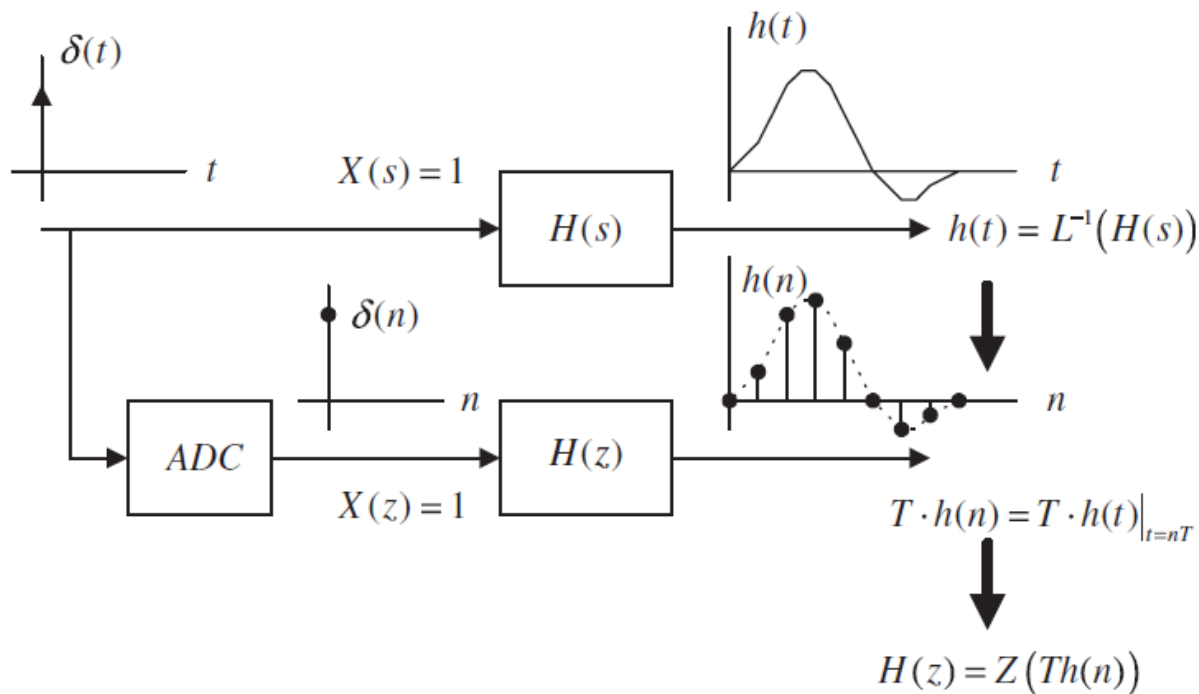 δ(t)
h(t)
t
t
X(s) = 1
H(s)
h(t) = L⁻¹(H(s))
δ(n)
h(n)
n
n
ADC
H(z)
X(z) = 1
T · h(n) = T · h(t)|ₜ₌ₙT
H(z) = Z(Th(n))